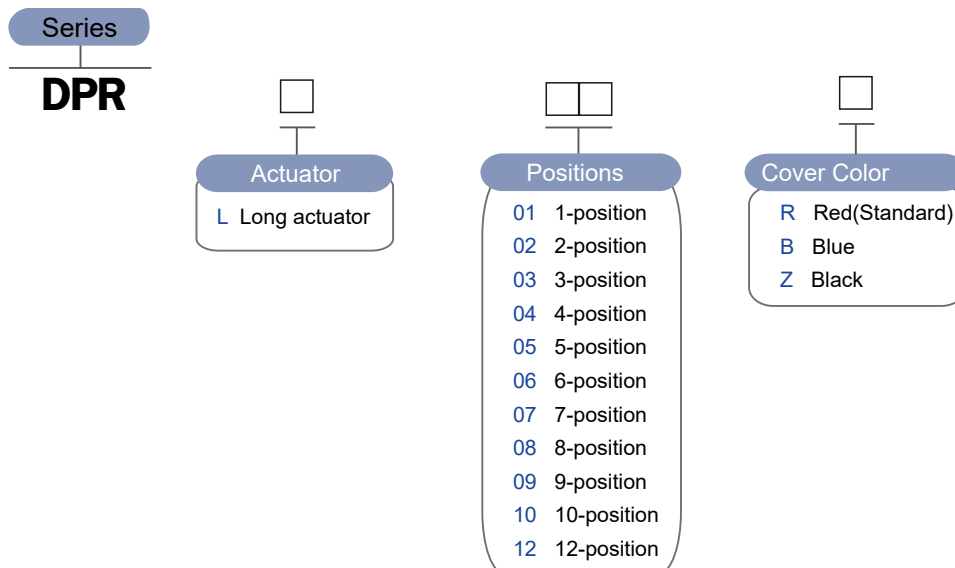 Series
DPR
Actuator
L Long actuator
Positions
01 1-position
02 2-position
03 3-position
04 4-position
05 5-position
06 6-position
07 7-position
08 8-position
09 9-position
10 10-position
12 12-position
Cover Color
R Red(Standard)
B Blue
Z Black